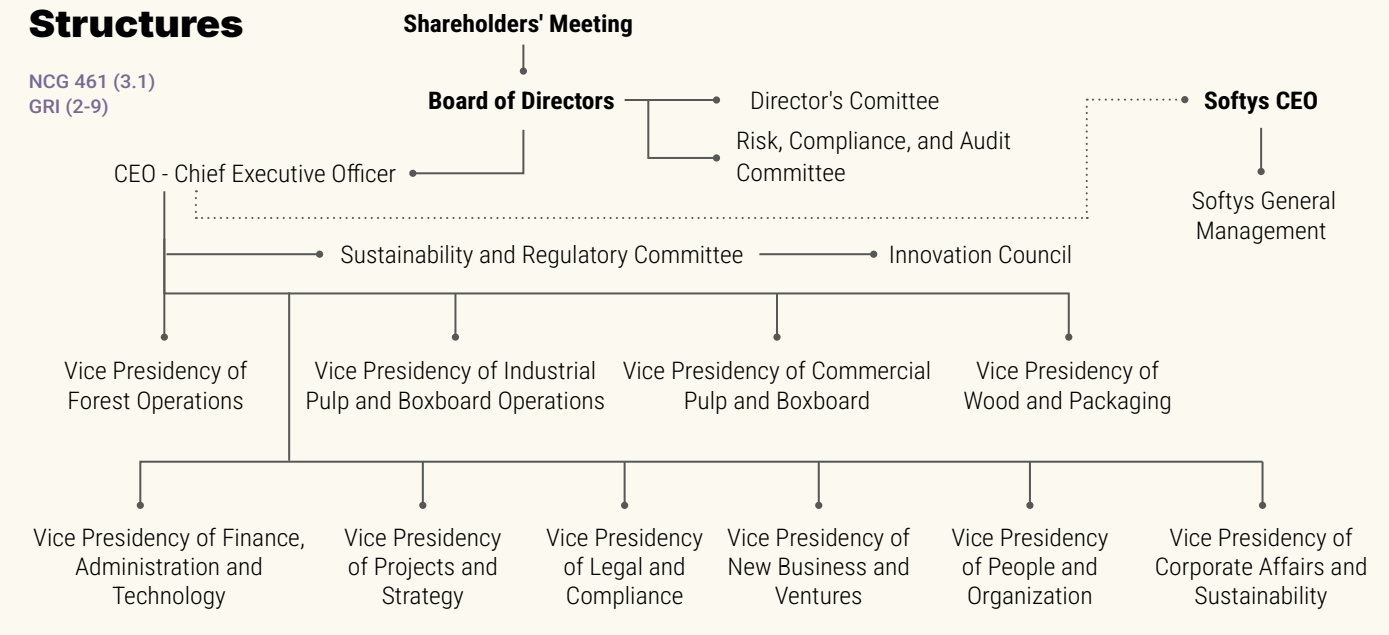 Structures
NCG 461 (3.1)
GRI (2-9)
Shareholders' Meeting
Board of Directors
Director's Comittee
Risk, Compliance, and Audit
Committee
Softys CEO
Softys General
Management
CEO - Chief Executive Officer
Sustainability and Regulatory Committee
Innovation Council
Vice Presidency of
Forest Operations
Vice Presidency of Industrial
Pulp and Boxboard Operations
Vice Presidency of Commercial
Pulp and Boxboard
Vice Presidency of
Wood and Packaging
Vice Presidency of Finance,
Administration and
Technology
Vice Presidency
of Projects and
Strategy
Vice Presidency
of Legal and
Compliance
Vice Presidency of
New Business and
Ventures
Vice Presidency
of People and
Organization
Vice Presidency of
Corporate Affairs and
Sustainability